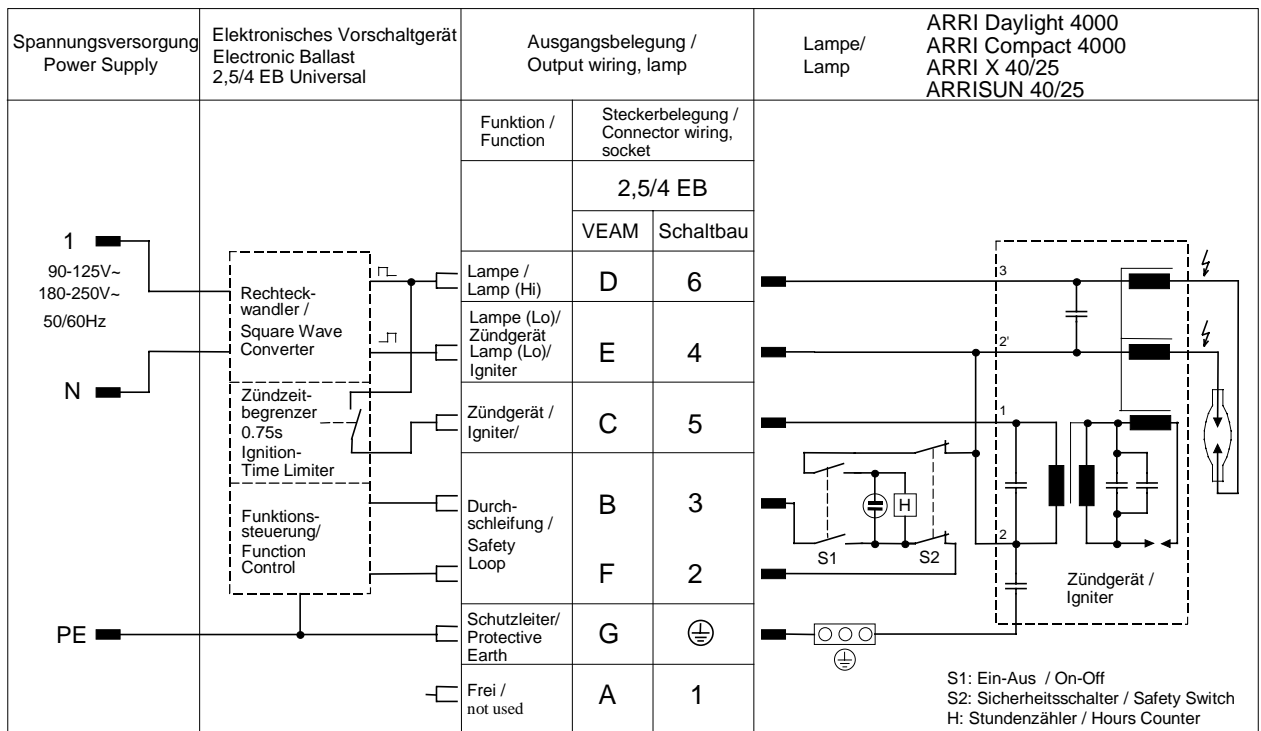 Spannungsversorgung
Power Supply
Elektronisches Vorschaltgerät
Electronic Ballast
2,5/4 EB Universal
Ausgangsbelegung /
Output wiring, lamp
Lampe/
Lamp
ARRI Daylight 4000
ARRI Compact 4000
ARRI X 40/25
ARRISUN 40/25
Funktion /
Function
Steckerbelegung /
Connector wiring,
socket
2,5/4 EB
VEAM
Schaltbau
1
90-125V~
180-250V~
50/60Hz
N
PE
Rechteck-
wandler /
Square Wave
Converter
Zündzeit-
begrenzer
0.75s
Ignition-
Time Limiter
Funktions-
steuerung/
Function
Control
Lampe /
Lamp (Hi)
D
6
Lampe (Lo)/
Zündgerät
Lamp (Lo)/
Igniter
E
4
Zündgerät /
Igniter/
C
5
Durch-
schleifung /
Safety
Loop
B
3
F
2
Schutzleiter/
Protective
Earth
G
Frei /
not used
A
1
3
2'
1
2
H
S1
S2
Zündgerät /
Igniter
S1: Ein-Aus / On-Off
S2: Sicherheitsschalter / Safety Switch
H: Stundenzähler / Hours Counter